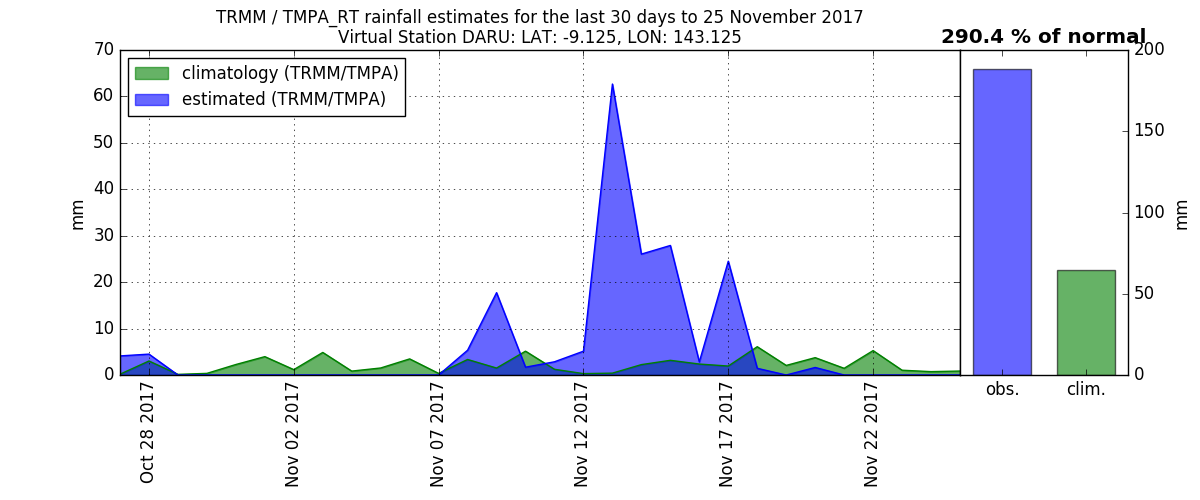 TRMM / TMPA_RT rainfall estimates for the last 30 days to 25 November 2017
Virtual Station DARU: LAT: -9.125, LON: 143.125
290.4 % of normal
climatology (TRMM/TMPA)
estimated (TRMM/TMPA)
70
60
50
40
30
20
10
0
mm
200
150
100
50
0
mm
Oct 28 2017
Nov 02 2017
Nov 07 2017
Nov 12 2017
Nov 17 2017
Nov 22 2017
obs.
clim.